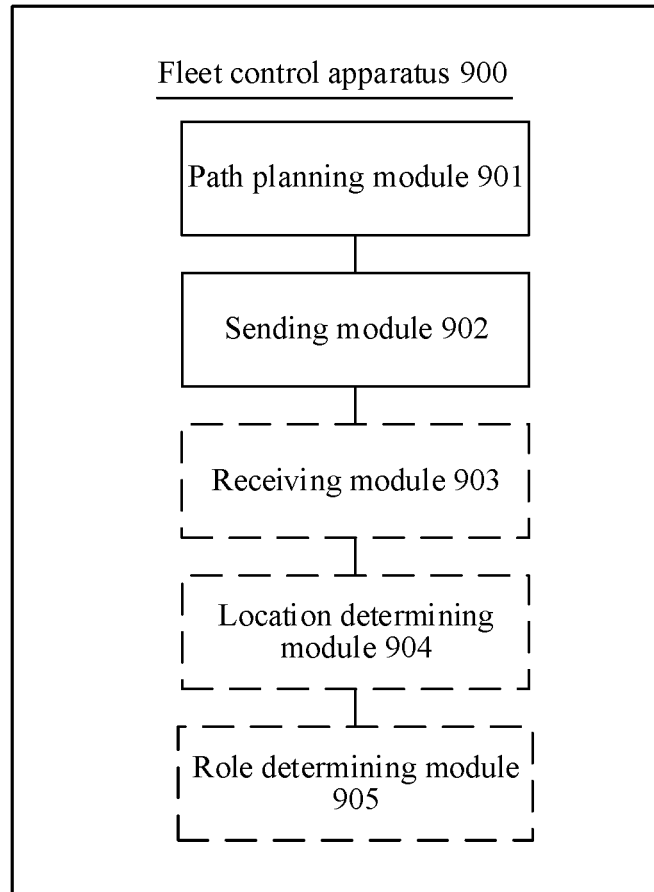 Fleet control apparatus 900
Path planning module 901
Sending module 902
Receiving module 903
Location determining
module 904
Role determining module
905